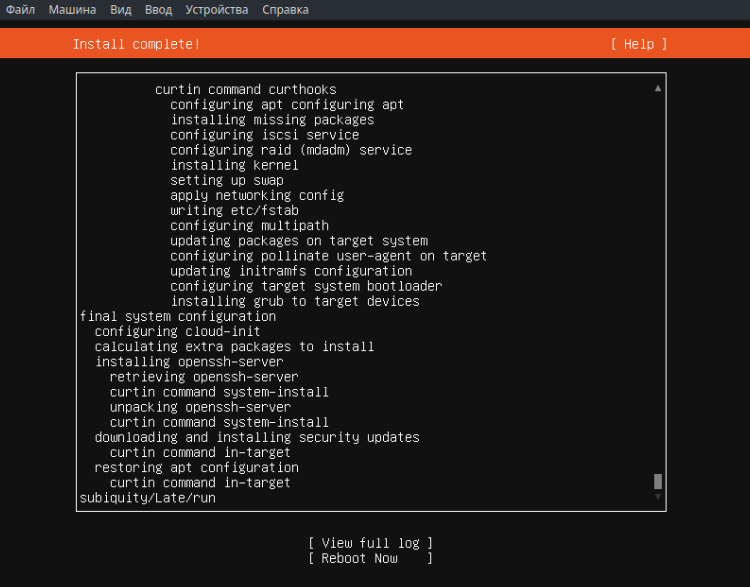 Файл Машина Вид Ввод Устройства Справка
Install complete! [ Help ]
curtin command curthooks
configuring apt configuring apt
installing missing packages
configuring iscsi service
configuring raid (mdadm) service
installing kernel
setting up swap
apply networking config
writing etc/fstab
configuring multipath
updating packages on target system
configuring pollinate user-agent on target
updating initramfs configuration
configuring target system bootloader
installing grub to target devices
final system configuration
configuring cloud-init
calculating extra packages to install
installing openssh-server
retrieving openssh-server
curtin command system-install
unpacking openssh-server
curtin command system-install
downloading and installing security updates
curtin command in-target
restoring apt configuration
curtin command in-target
subiquity/Late/run
[ View full log ]
[ Reboot Now ]